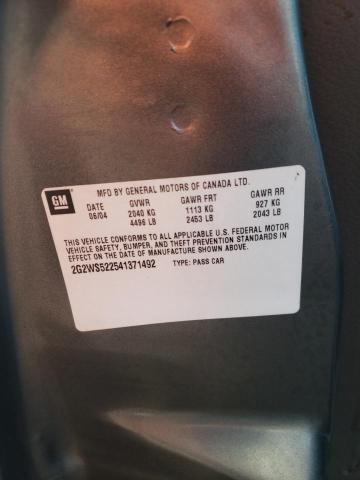 GM
MFD BY GENERAL MOTORS OF CANADA LTD.
DATE GVWR GAWR FRT GAWR RR
06/04 2040 KG 1113 KG 927 KG
4496 LB 2453 LB 2043 LB
THIS VEHICLE CONFORMS TO ALL APPLICABLE U.S. FEDERAL MOTOR
VEHICLE SAFETY, BUMPER, AND THEFT PREVENTION STANDARDS IN
EFFECT ON THE DATE OF MANUFACTURE SHOWN ABOVE.
2G2WS522541371492 TYPE: PASS CAR